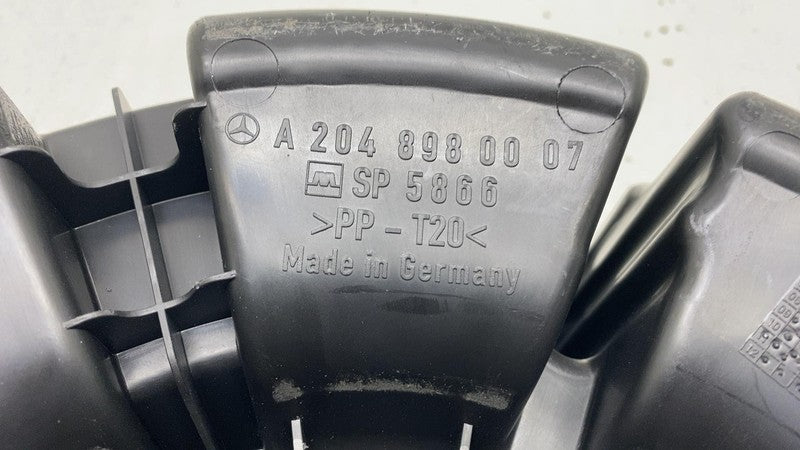 A 204 898 00 07
SP 5866
>PP - T20<
Made in Germany